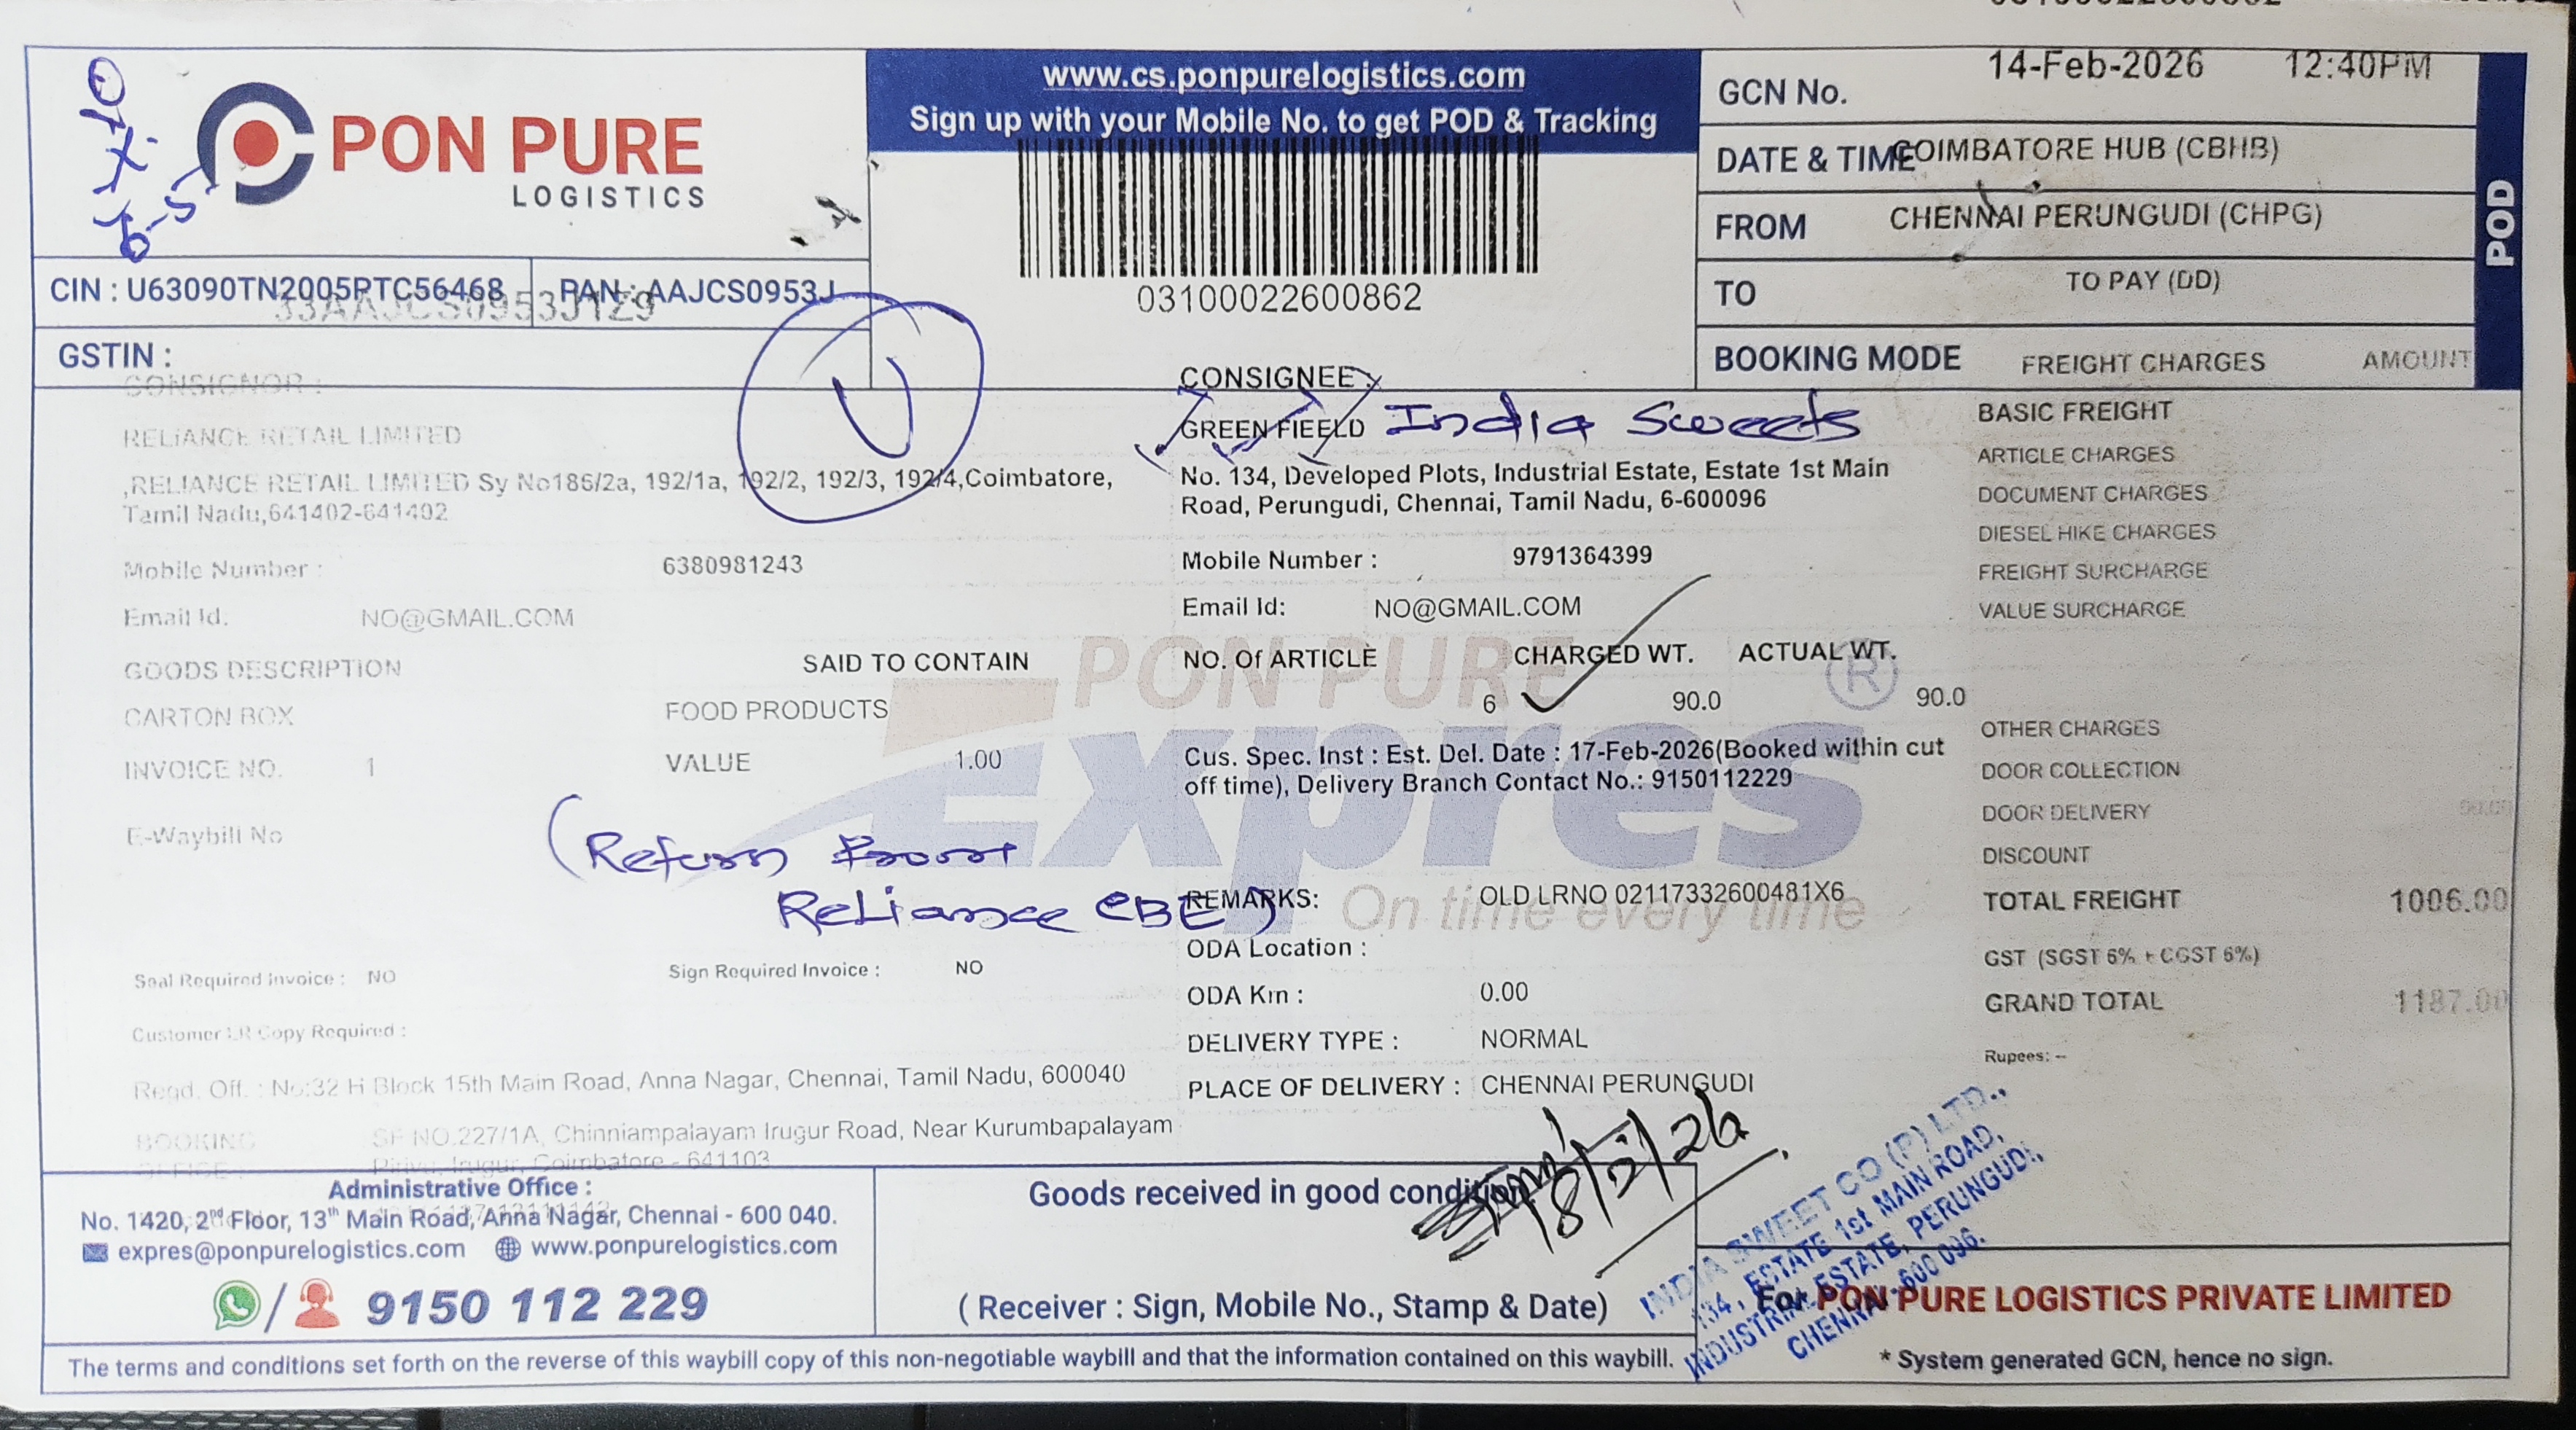 PON PURE
LOGISTICS
www.cs.ponpurelogistics.com
Sign up with your Mobile No. to get POD & Tracking
03100022600862
GCN No.
14-Feb-2026 12:40PM
DATE & TIME
COIMBATORE HUB (CBHB)
FROM
CHENNAI PERUNGUDI (CHPG)
TO
TO PAY (DD)
BOOKING MODE
FREIGHT CHARGES AMOUNT
POD
CIN : U63090TN2005PTC56468 PAN : AAJCS0953J
33AAJCS0953J1Z9
GSTIN :
CONSIGNOR :
RELIANCE RETAIL LIMITED
,RELIANCE RETAIL LIMITED Sy No186/2a, 192/1a, 192/2, 192/3, 192/4,Coimbatore,
Tamil Nadu,641402-641402
Mobile Number : 6380981243
Email Id. NO@GMAIL.COM
GOODS DESCRIPTION SAID TO CONTAIN
CARTON BOX FOOD PRODUCTS
INVOICE NO. 1 VALUE 1.00
E-Waybill No
(Return From
Reliance CBE)
Seal Required Invoice : NO Sign Required Invoice : NO
Customer LR Copy Required :
Regd. Off. : No:32 H Block 15th Main Road, Anna Nagar, Chennai, Tamil Nadu, 600040
BOOKING SF NO.227/1A, Chinniampalayam Irugur Road, Near Kurumbapalayam
OFFICE : Irugur, Coimbatore - 641103
CONSIGNEE :
GREEN FIEELD India Sweets
No. 134, Developed Plots, Industrial Estate, Estate 1st Main
Road, Perungudi, Chennai, Tamil Nadu, 6-600096
Mobile Number : 9791364399
Email Id: NO@GMAIL.COM
NO. Of ARTICLE CHARGED WT. ACTUAL WT.
6 90.0 90.0
Cus. Spec. Inst : Est. Del. Date : 17-Feb-2026(Booked within cut
off time), Delivery Branch Contact No.: 9150112229
PON PURE
Expres
®
On time every time
REMARKS: OLD LRNO 02117332600481X6
ODA Location :
ODA Km : 0.00
DELIVERY TYPE : NORMAL
PLACE OF DELIVERY : CHENNAI PERUNGUDI
BASIC FREIGHT
ARTICLE CHARGES
DOCUMENT CHARGES
DIESEL HIKE CHARGES
FREIGHT SURCHARGE
VALUE SURCHARGE
OTHER CHARGES
DOOR COLLECTION
DOOR DELIVERY
DISCOUNT
TOTAL FREIGHT 1006.00
GST (SGST 6% + CGST 6%)
GRAND TOTAL 1187.00
Rupees: --
Administrative Office :
No. 1420, 2nd Floor, 13th Main Road, Anna Nagar, Chennai - 600 040.
expres@ponpurelogistics.com www.ponpurelogistics.com
/ 9150 112 229
Goods received in good condition.
18/2/26
( Receiver : Sign, Mobile No., Stamp & Date)
INDIA SWEET CO (P) LTD.,
134, ESTATE 1st MAIN ROAD,
INDUSTRIAL ESTATE, PERUNGUDI,
CHENNAI - 600 096.
For PON PURE LOGISTICS PRIVATE LIMITED
* System generated GCN, hence no sign.
The terms and conditions set forth on the reverse of this waybill copy of this non-negotiable waybill and that the information contained on this waybill.